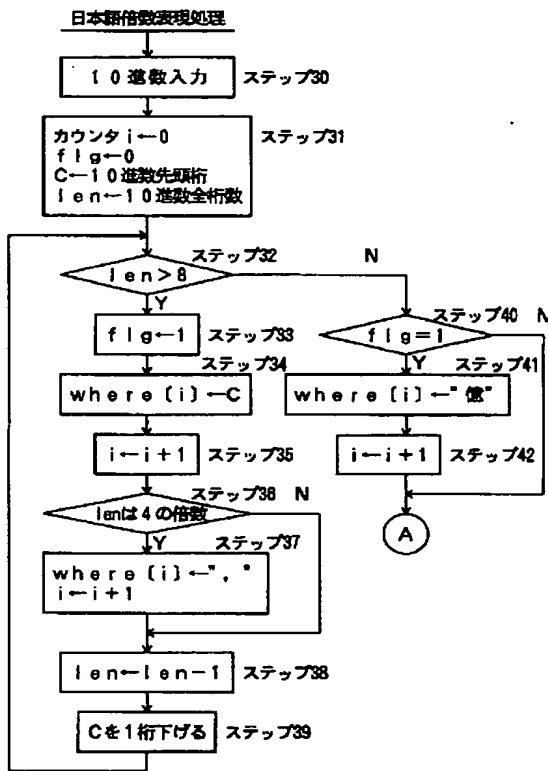 日本語倍数表現処理
10進数入力
ステップ30
カウンタi←0
flg←0
C←10進数先頭桁
len←10進数全桁数
ステップ31
ステップ32
len>8
N
Y
flg←1
ステップ33
ステップ34
where(i)←C
i←i+1
ステップ35
ステップ36
N
lenは4の倍数
Y
ステップ37
where(i)←","
i←i+1
len←len-1
ステップ38
Cを1桁下げる
ステップ39
ステップ40
N
flg=1
Y
ステップ41
where(i)←"億"
i←i+1
ステップ42
A